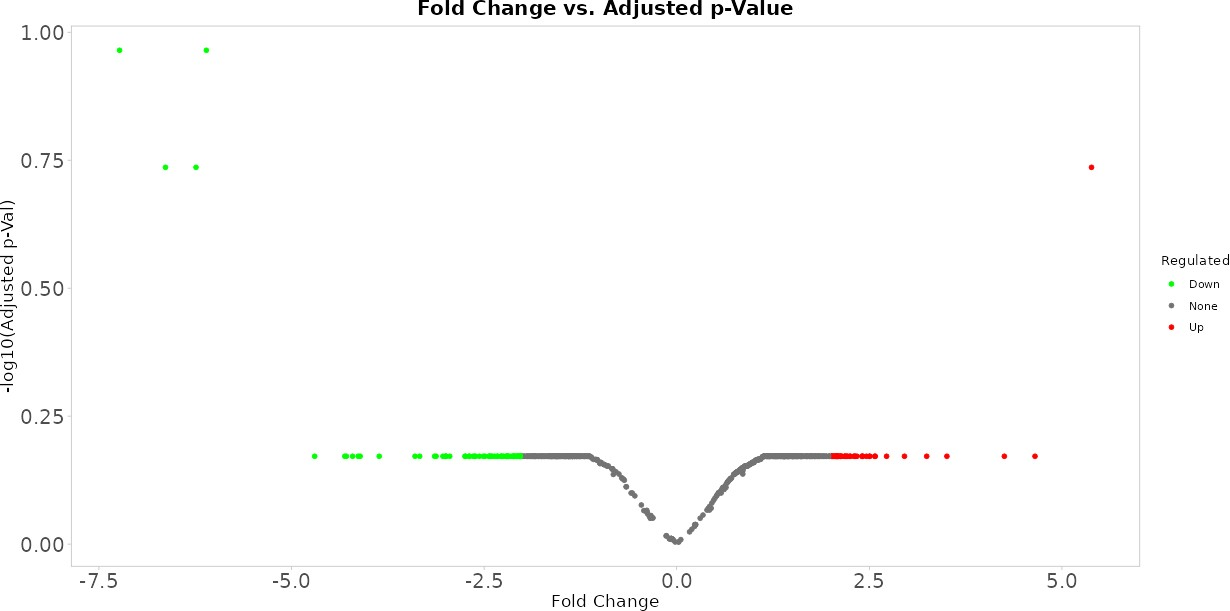 Fold Change vs. Adjusted p-Value
-log10(Adjusted p-Val)
1.00
0.75
0.50
0.25
0.00
-7.5 -5.0 -2.5 0.0 2.5 5.0
Fold Change
Regulated
Down
None
Up